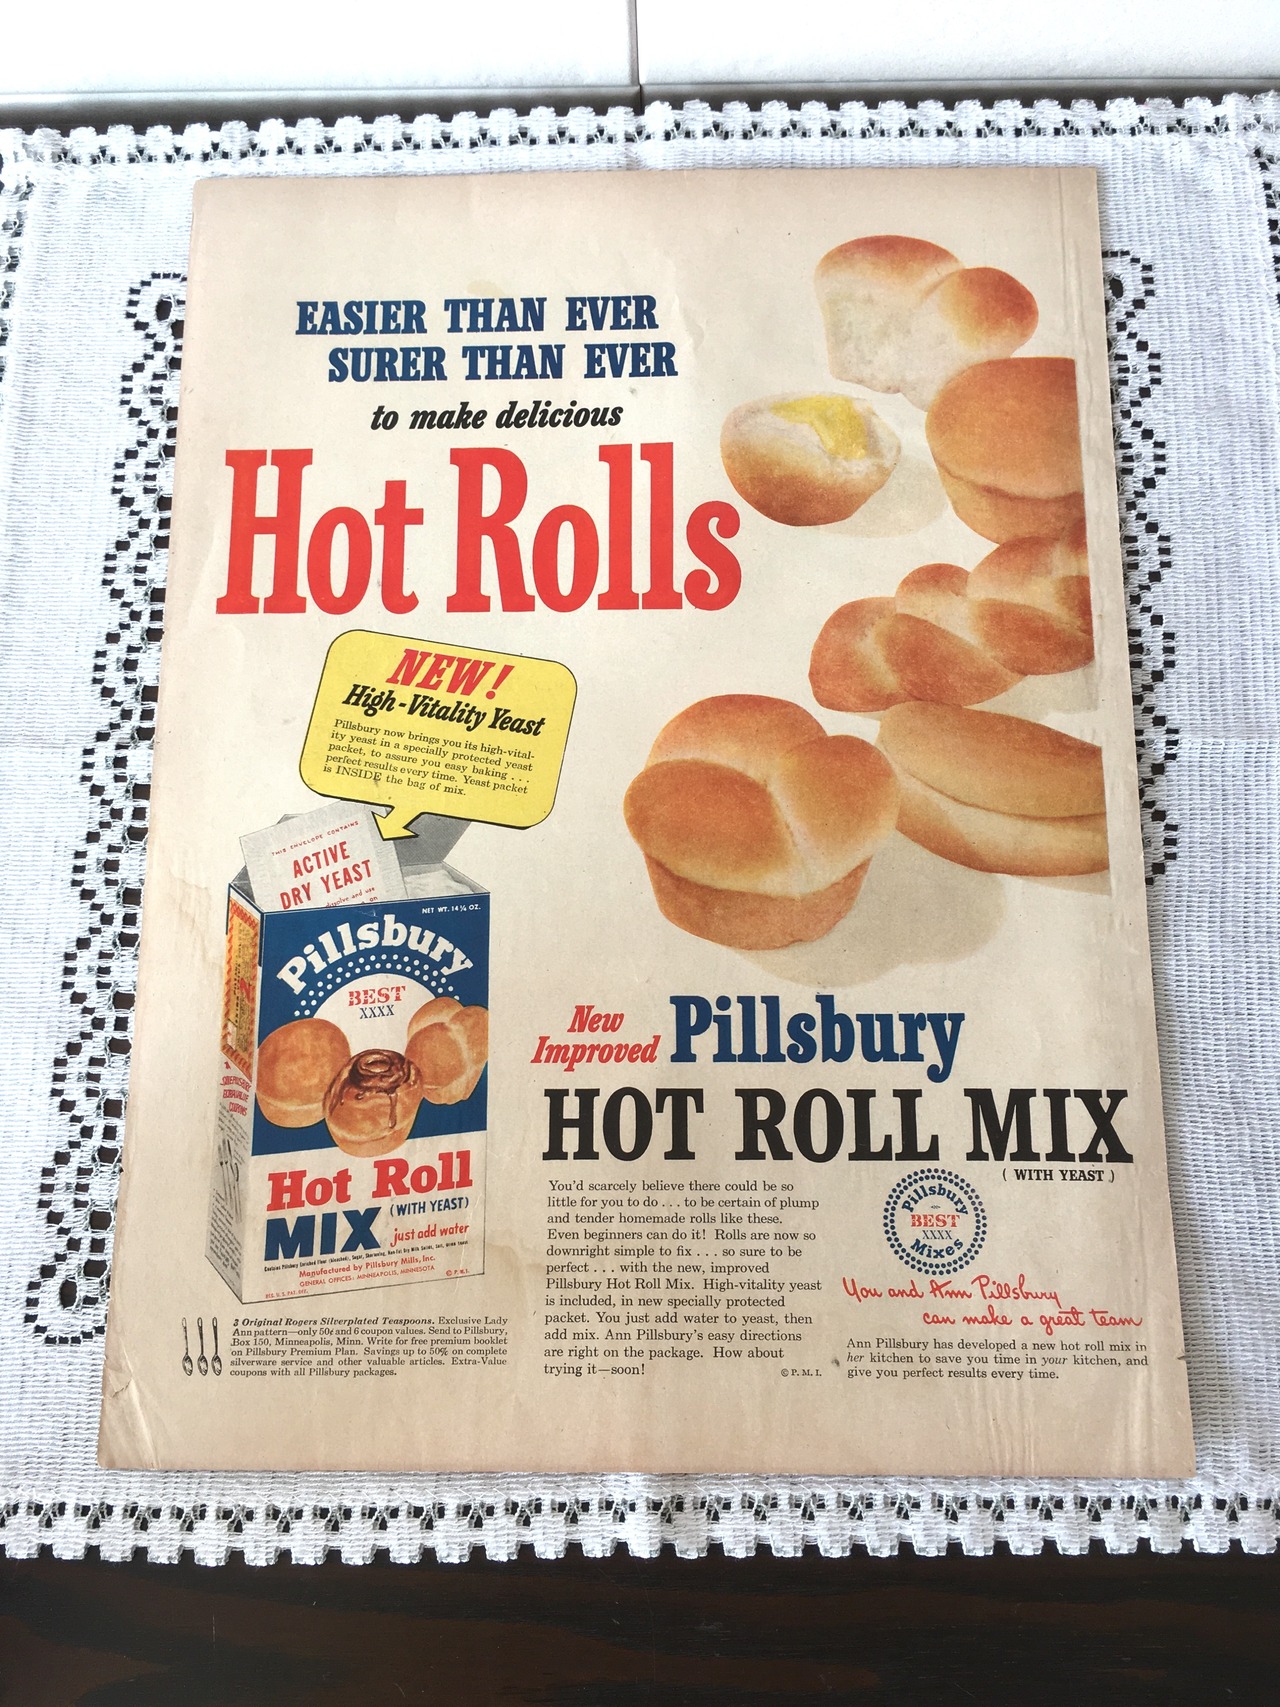 EASIER THAN EVER
SURER THAN EVER
to make delicious
Hot Rolls
NEW!
High-Vitality Yeast
Pillsbury now brings you its high-vital-
ity yeast in a specially protected yeast
packet, to assure you easy baking . . .
perfect results every time. Yeast packet
is INSIDE the bag of mix.
THIS ENVELOPE CONTAINS
ACTIVE
DRY YEAST
dissolve and use
on
NET WT. 14¼ OZ.
Pillsbury
BEST
XXXX
Hot Roll
MIX (WITH YEAST)
just add water
Manufactured by Pillsbury Mills, Inc.
GENERAL OFFICES: MINNEAPOLIS, MINNESOTA
REG. U.S. PAT. OFF.
© P.M.I.
New
Improved
Pillsbury
HOT ROLL MIX
(WITH YEAST)
You'd scarcely believe there could be so
little for you to do . . . to be certain of plump
and tender homemade rolls like these.
Even beginners can do it! Rolls are now so
downright simple to fix . . . so sure to be
perfect . . . with the new, improved
Pillsbury Hot Roll Mix. High-vitality yeast
is included, in new specially protected
packet. You just add water to yeast, then
add mix. Ann Pillsbury's easy directions
are right on the package. How about
trying it—soon!
© P. M. I.
Pillsbury
BEST
XXXX
Mixes
You and Ann Pillsbury
can make a great team
Ann Pillsbury has developed a new hot roll mix in
her kitchen to save you time in your kitchen, and
give you perfect results every time.
3 Original Rogers Silverplated Teaspoons. Exclusive Lady
Ann pattern—only 50¢ and 6 coupon values. Send to Pillsbury,
Box 150, Minneapolis, Minn. Write for free premium booklet
on Pillsbury Premium Plan. Savings up to 50% on complete
silverware service and other valuable articles. Extra-Value
coupons with all Pillsbury packages.